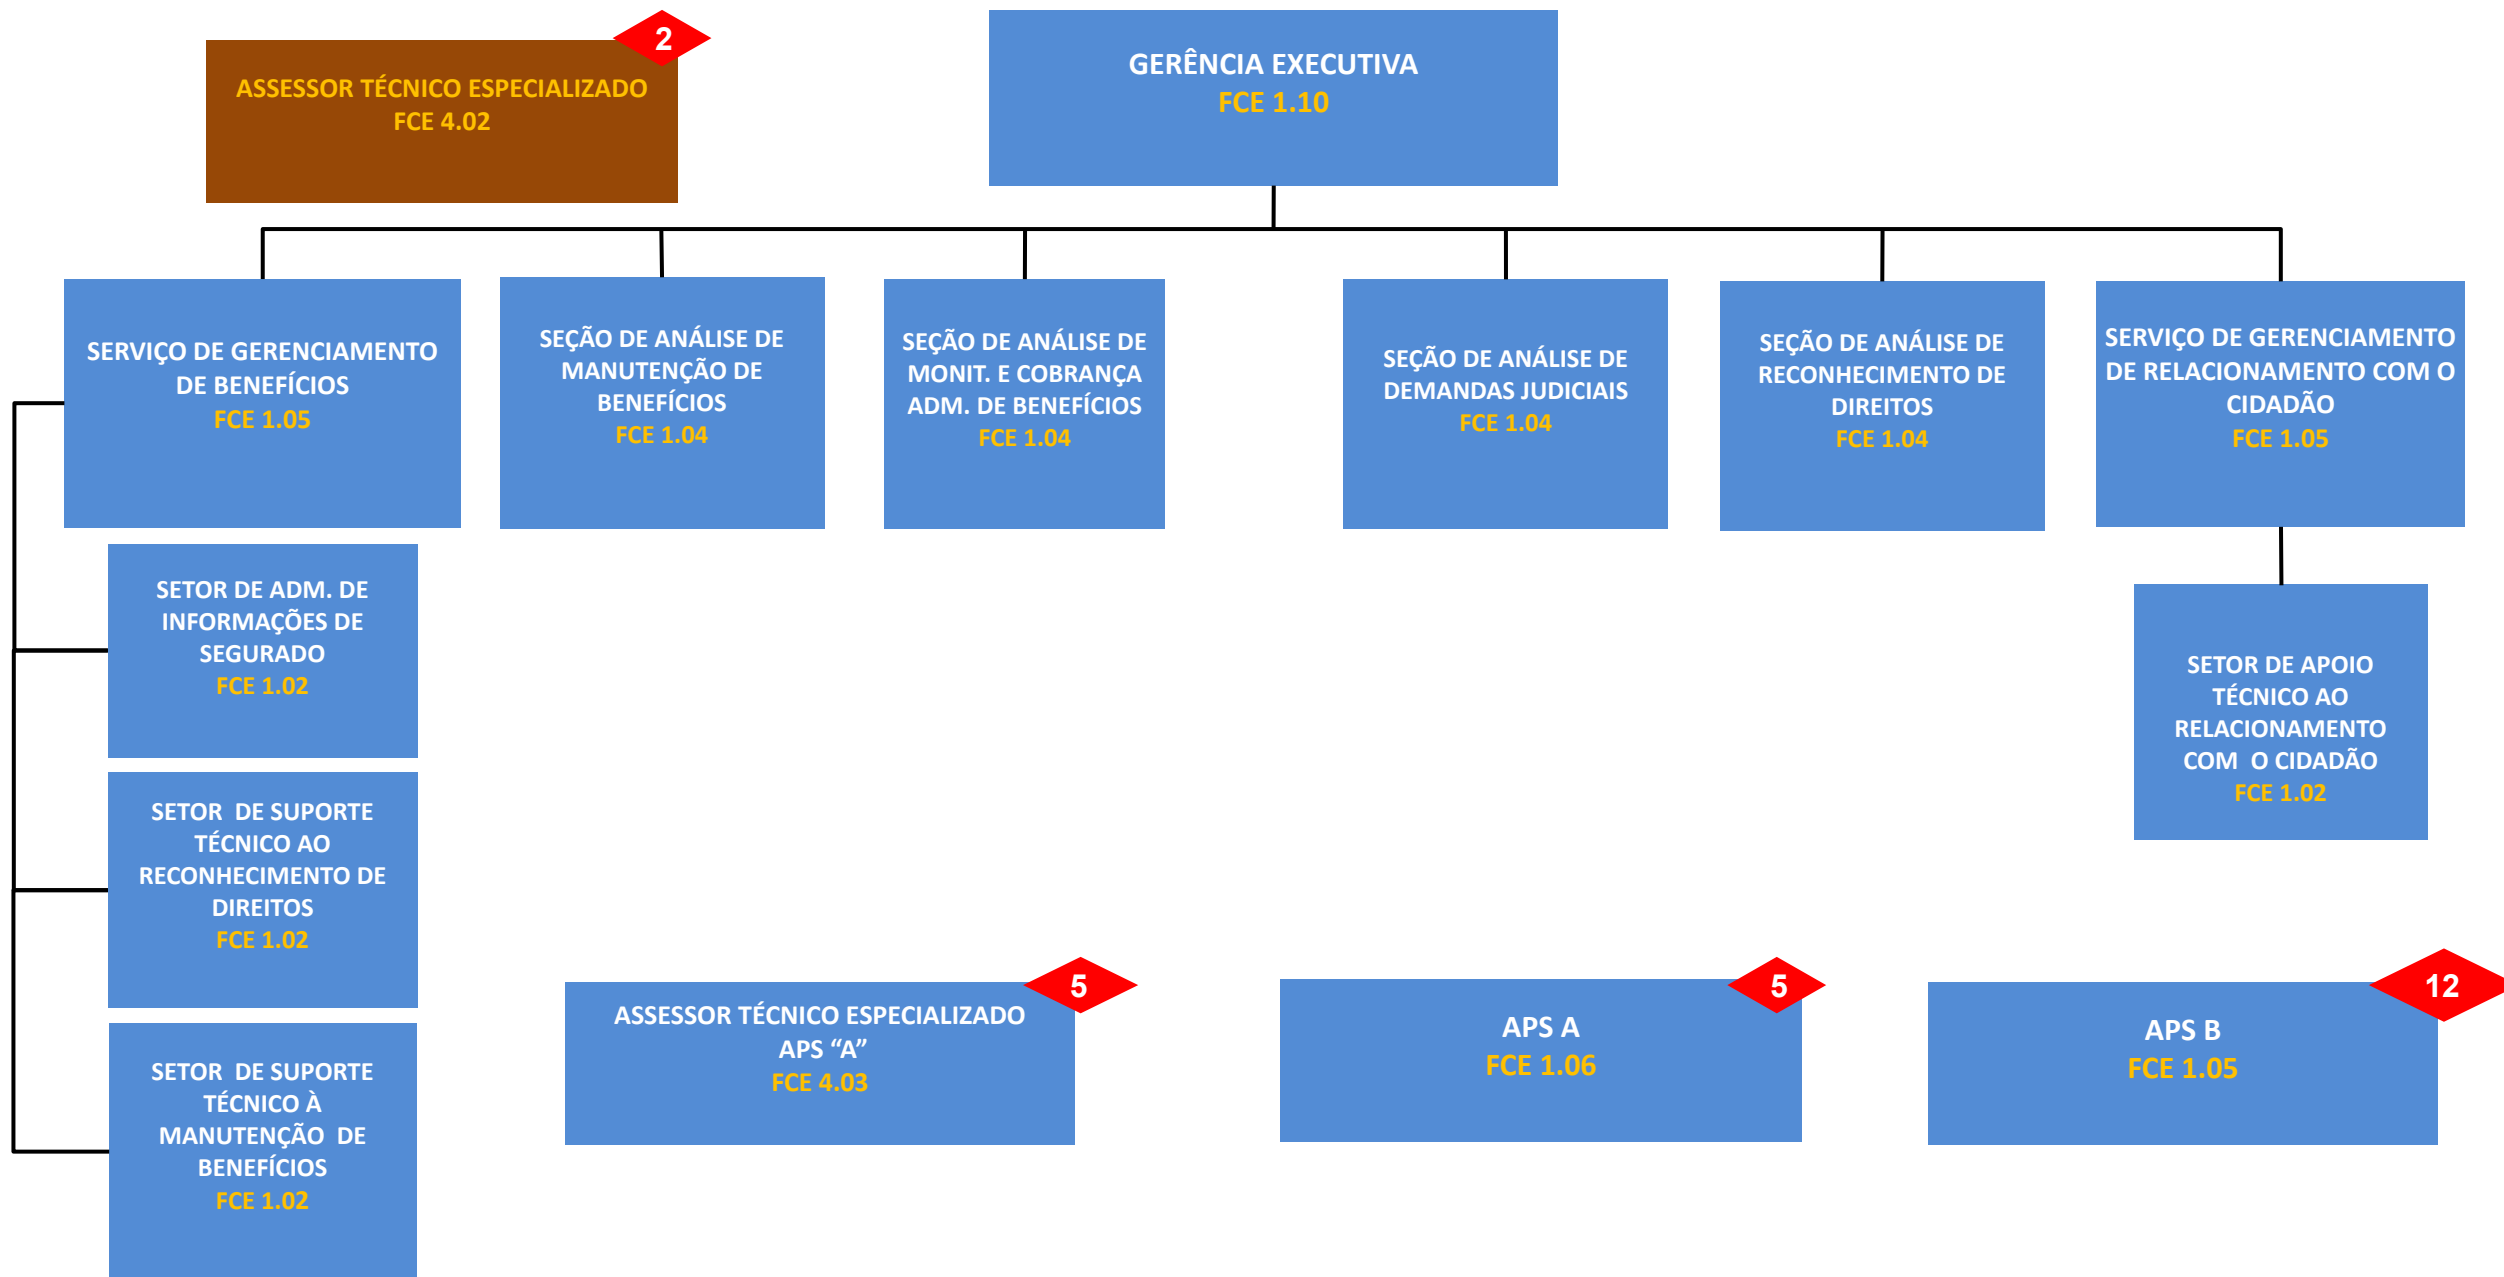 2
ASSESSOR TÉCNICO ESPECIALIZADO
FCE 4.02
GERÊNCIA EXECUTIVA
FCE 1.10
SERVIÇO DE GERENCIAMENTO
DE BENEFÍCIOS
FCE 1.05
SEÇÃO DE ANÁLISE DE
MANUTENÇÃO DE
BENEFÍCIOS
FCE 1.04
SEÇÃO DE ANÁLISE DE
MONIT. E COBRANÇA
ADM. DE BENEFÍCIOS
FCE 1.04
SEÇÃO DE ANÁLISE DE
DEMANDAS JUDICIAIS
FCE 1.04
SEÇÃO DE ANÁLISE DE
RECONHECIMENTO DE
DIREITOS
FCE 1.04
SERVIÇO DE GERENCIAMENTO
DE RELACIONAMENTO COM O
CIDADÃO
FCE 1.05
SETOR DE ADM. DE
INFORMAÇÕES DE
SEGURADO
FCE 1.02
SETOR DE APOIO
TÉCNICO AO
RELACIONAMENTO
COM  O CIDADÃO
FCE 1.02
SETOR  DE SUPORTE
TÉCNICO AO
RECONHECIMENTO DE
DIREITOS
FCE 1.02
SETOR  DE SUPORTE
TÉCNICO À
MANUTENÇÃO  DE
BENEFÍCIOS
FCE 1.02
5
ASSESSOR TÉCNICO ESPECIALIZADO
APS “A”
FCE 4.03
5
APS A
FCE 1.06
12
APS B
FCE 1.05